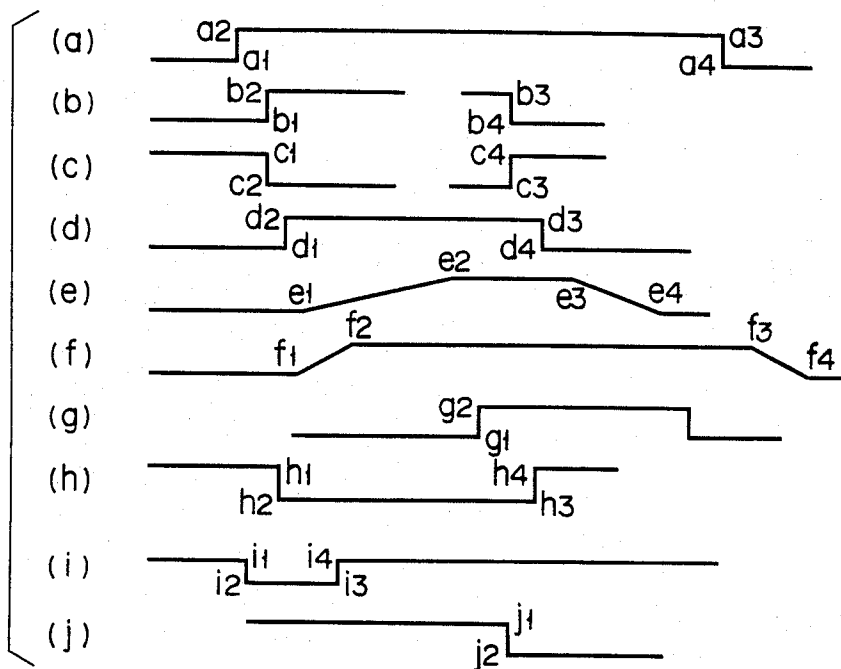 (a) a2 a1 a3 a4
(b) b2 b1 b3 b4
(c) c1 c2 c4 c3
(d) d2 d1 d3 d4
(e) e1 e2 e3 e4
(f) f1 f2 f3 f4
(g) g2 g1
(h) h1 h2 h4 h3
(i) i1 i2 i4 i3
(j) j1 j2